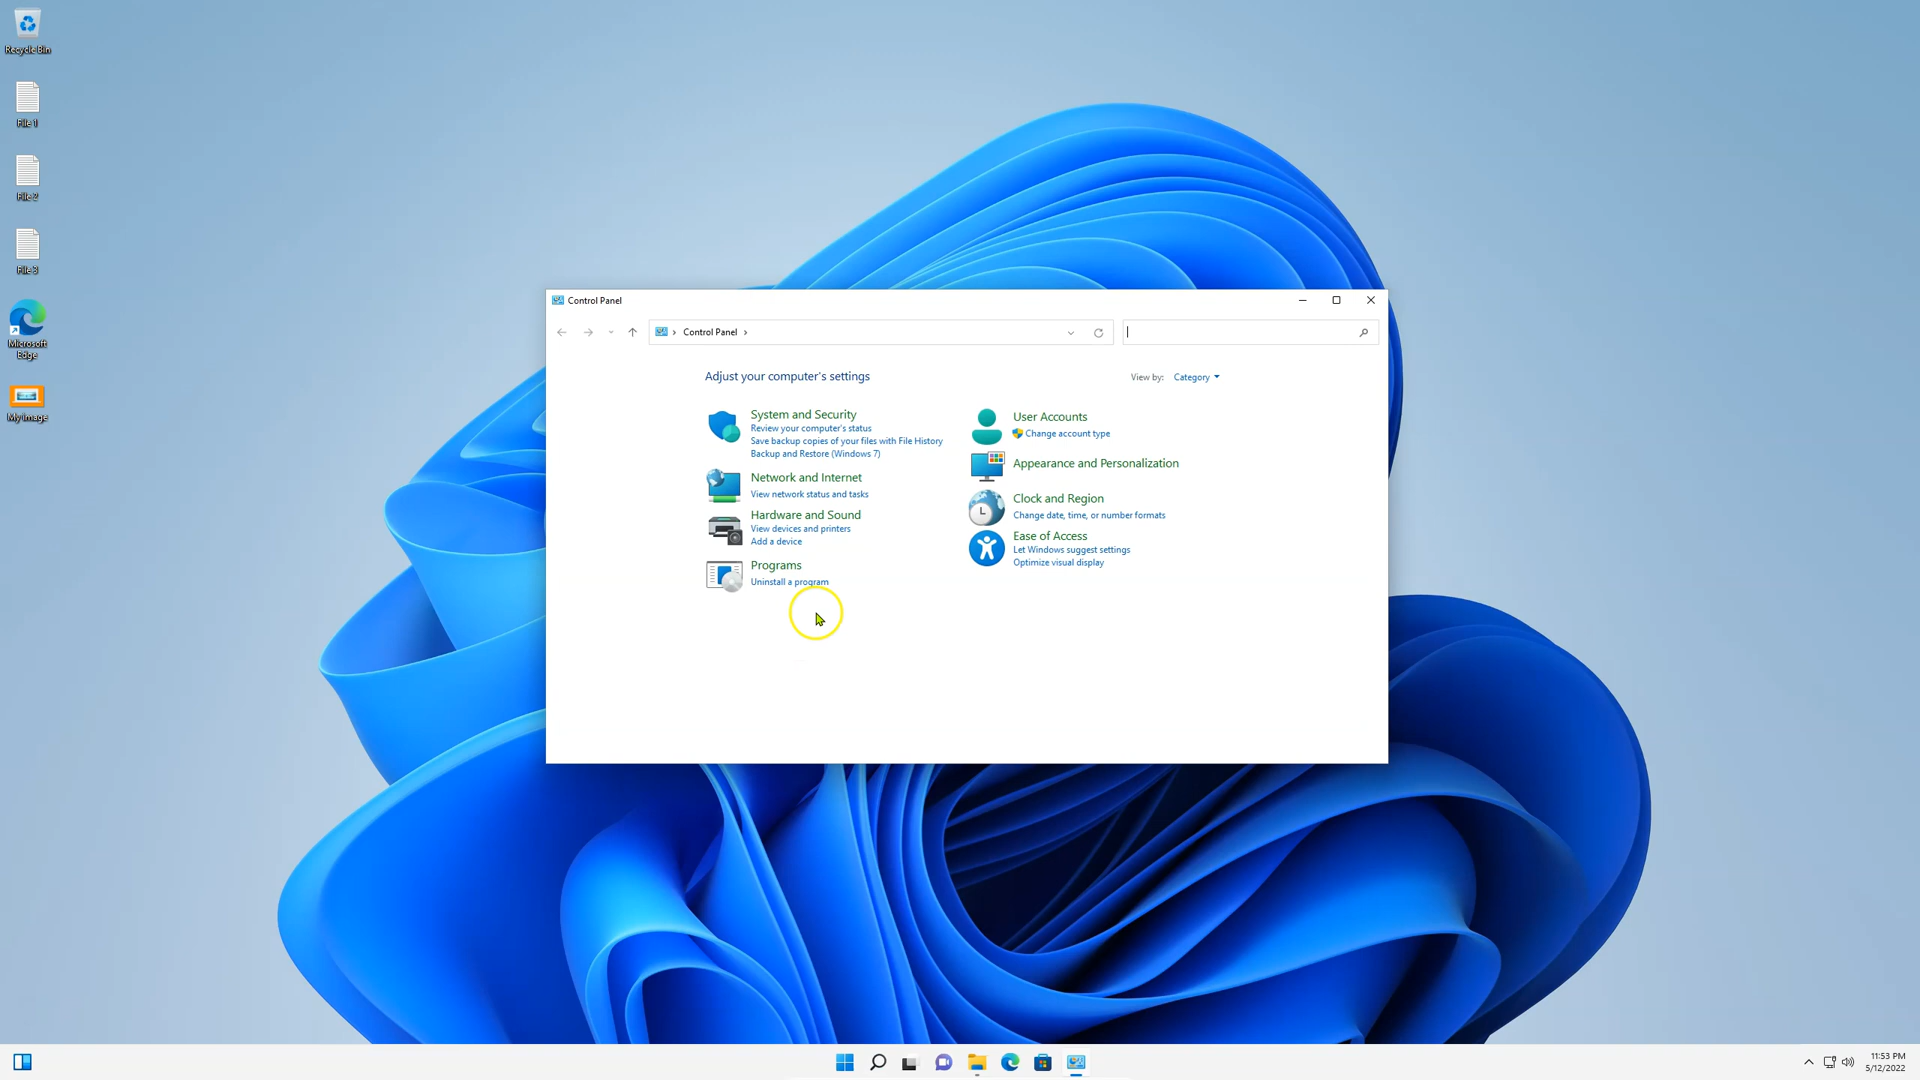 Recycle Bin
File 1
File 2
File 3
Microsoft
Edge
My image
Control Panel
Control Panel
Adjust your computer's settings
View by: Category
System and Security
Review your computer's status
Save backup copies of your files with File History
Backup and Restore (Windows 7)
Network and Internet
View network status and tasks
Hardware and Sound
View devices and printers
Add a device
Programs
Uninstall a program
User Accounts
Change account type
Appearance and Personalization
Clock and Region
Change date, time, or number formats
Ease of Access
Let Windows suggest settings
Optimize visual display
11:53 PM
5/12/2022